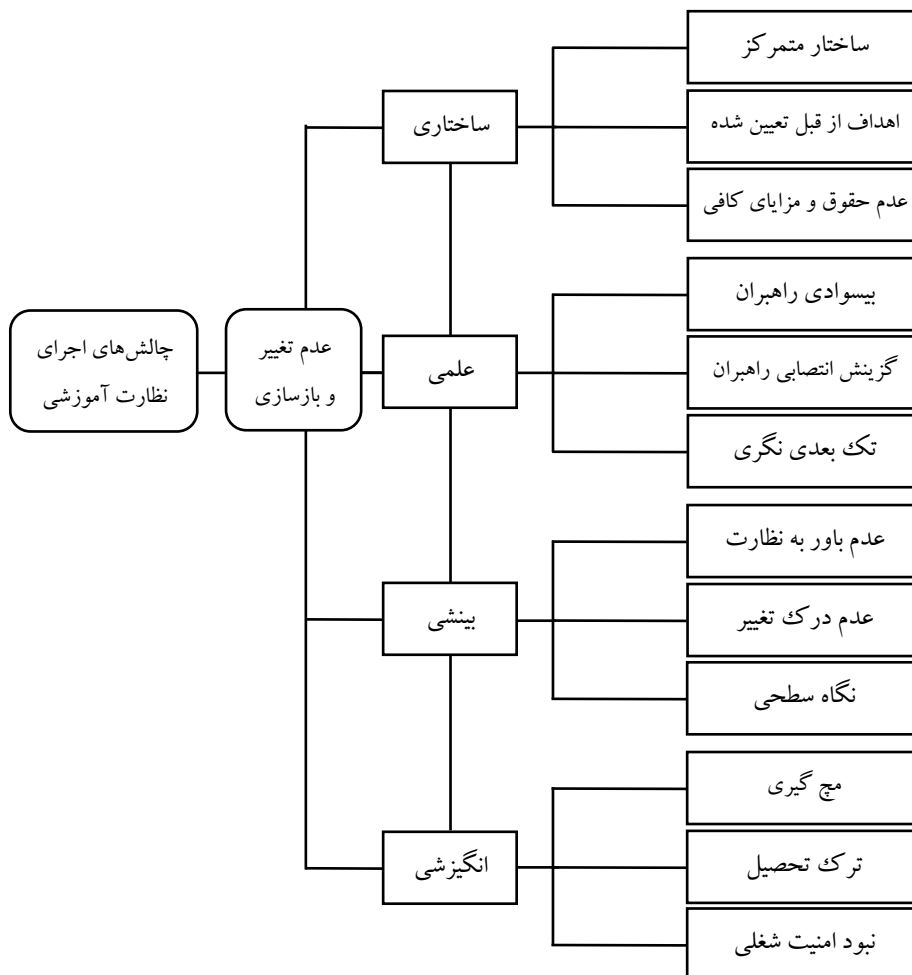 ساختار متمرکز
اهداف از قبل تعیین شده
عدم حقوق و مزایای کافی
ساختاری
بیسوادی راهبران
گزینش انتصابی راهبران
تک بعدی نگری
علمی
عدم باور به نظارت
عدم درک تغییر
نگاه سطحی
بینشی
مچ گیری
ترک تحصیل
نبود امنیت شغلی
انگیزشی
عدم تغییر
و بازسازی
چالش‌های اجرای
نظارت آموزشی